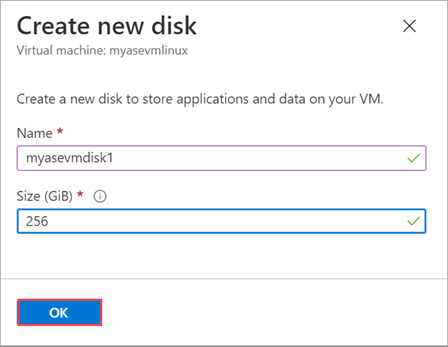 Create new disk
Virtual machine: myasevmlinux
Create a new disk to store applications and data on your VM.
Name *
myasevmdisk1
Size (GiB) *
256
OK